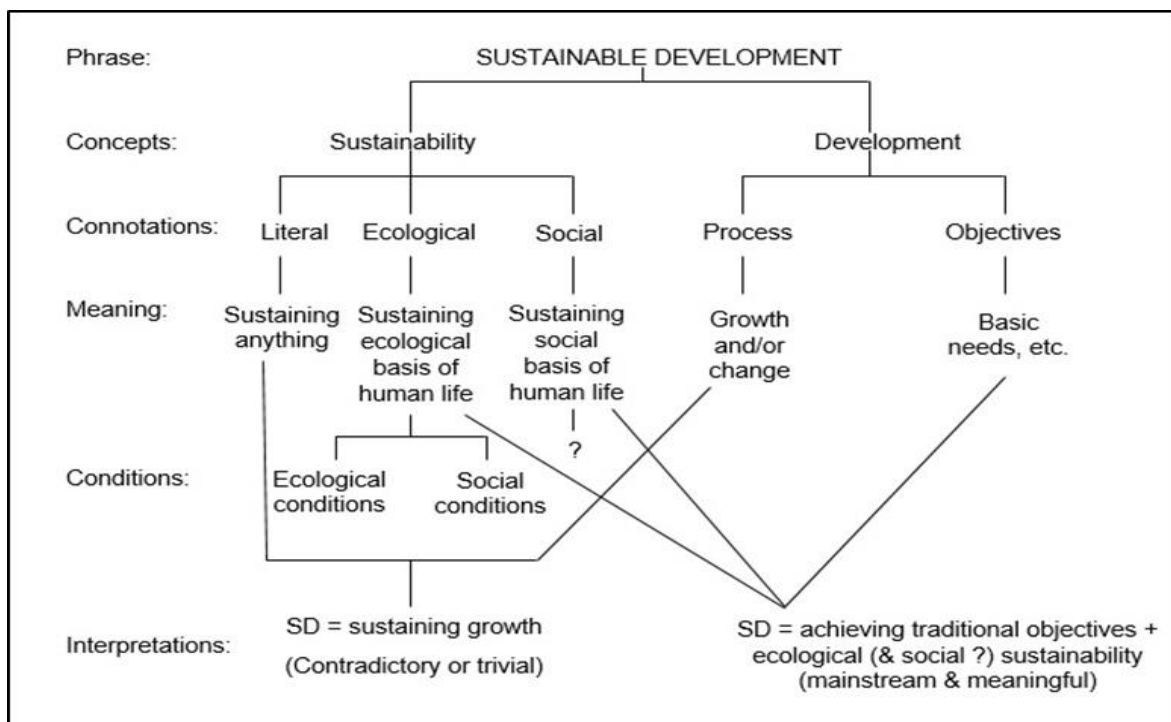 Phrase: SUSTAINABLE DEVELOPMENT
Concepts: Sustainability Development
Connotations: Literal Ecological Social Process Objectives
Meaning:
Sustaining
anything
Sustaining
ecological
basis of
human life
Sustaining
social
basis of
human life
Growth
and/or
change
Basic
needs, etc.
?
Conditions:
Ecological
conditions
Social
conditions
Interpretations:
SD = sustaining growth
(Contradictory or trivial)
SD = achieving traditional objectives +
ecological (& social ?) sustainability
(mainstream & meaningful)